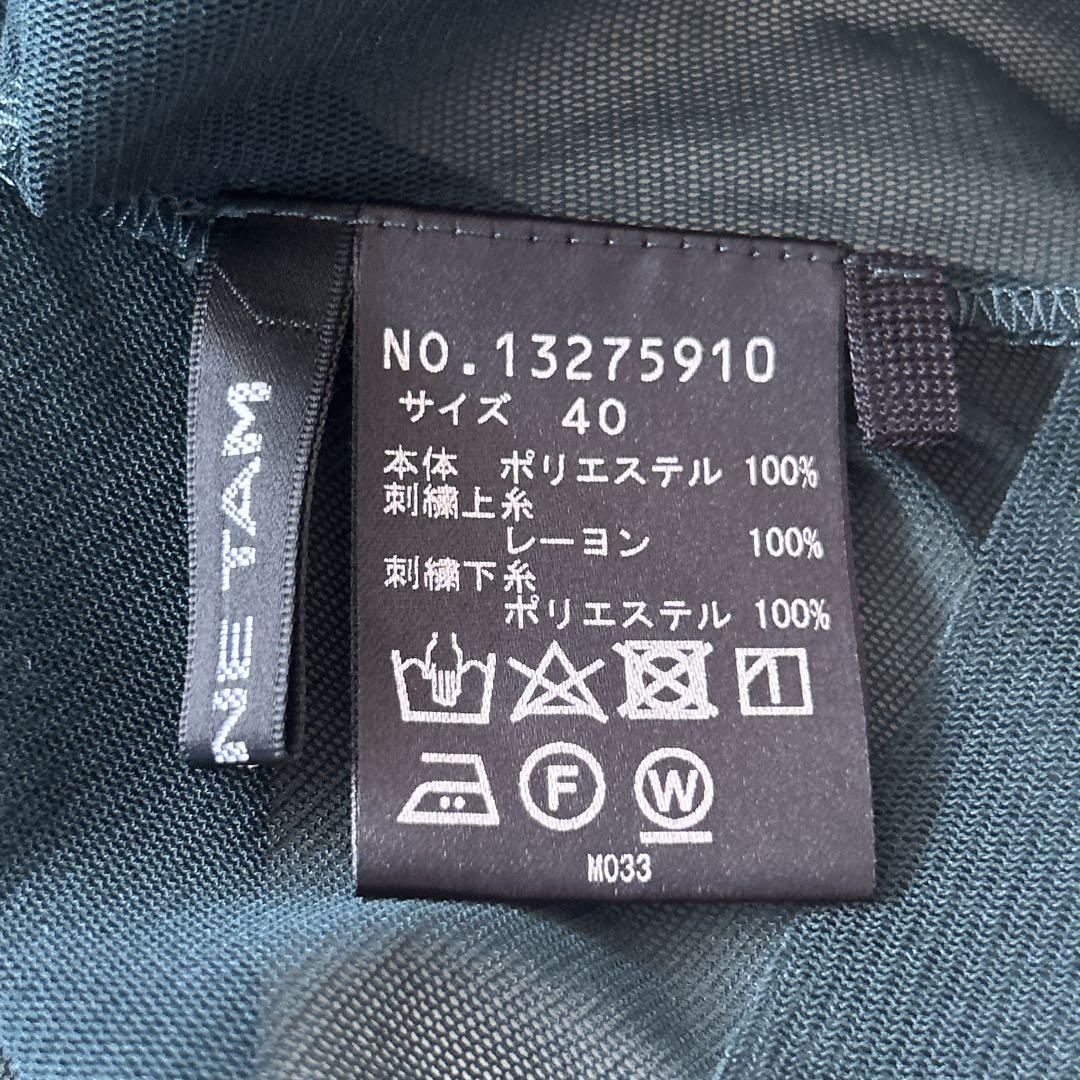 NE TAM
NO.13275910
サイズ 40
本体 ポリエステル 100%
刺繍上糸
レーヨン 100%
刺繍下糸
ポリエステル 100%
F W
M033